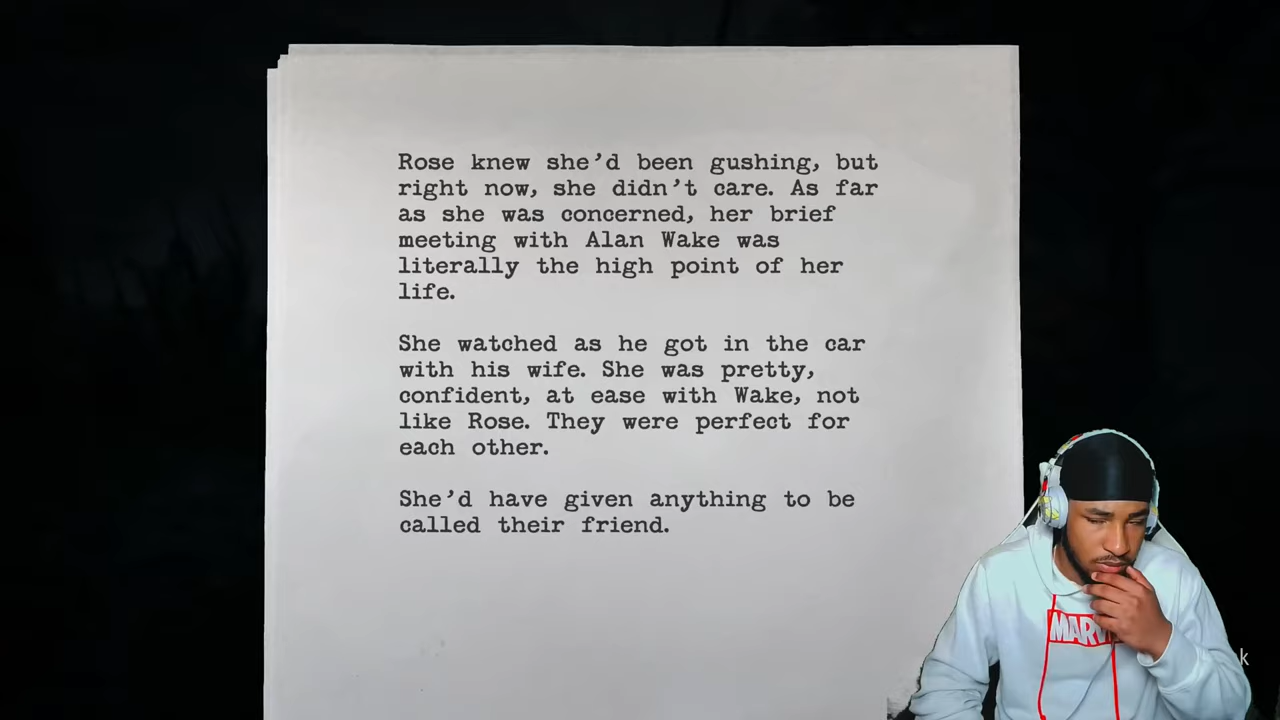 Rose knew she’d been gushing, but
right now, she didn’t care. As far
as she was concerned, her brief
meeting with Alan Wake was
literally the high point of her
life.
She watched as he got in the car
with his wife. She was pretty,
confident, at ease with Wake, not
like Rose. They were perfect for
each other.
She’d have given anything to be
called their friend.